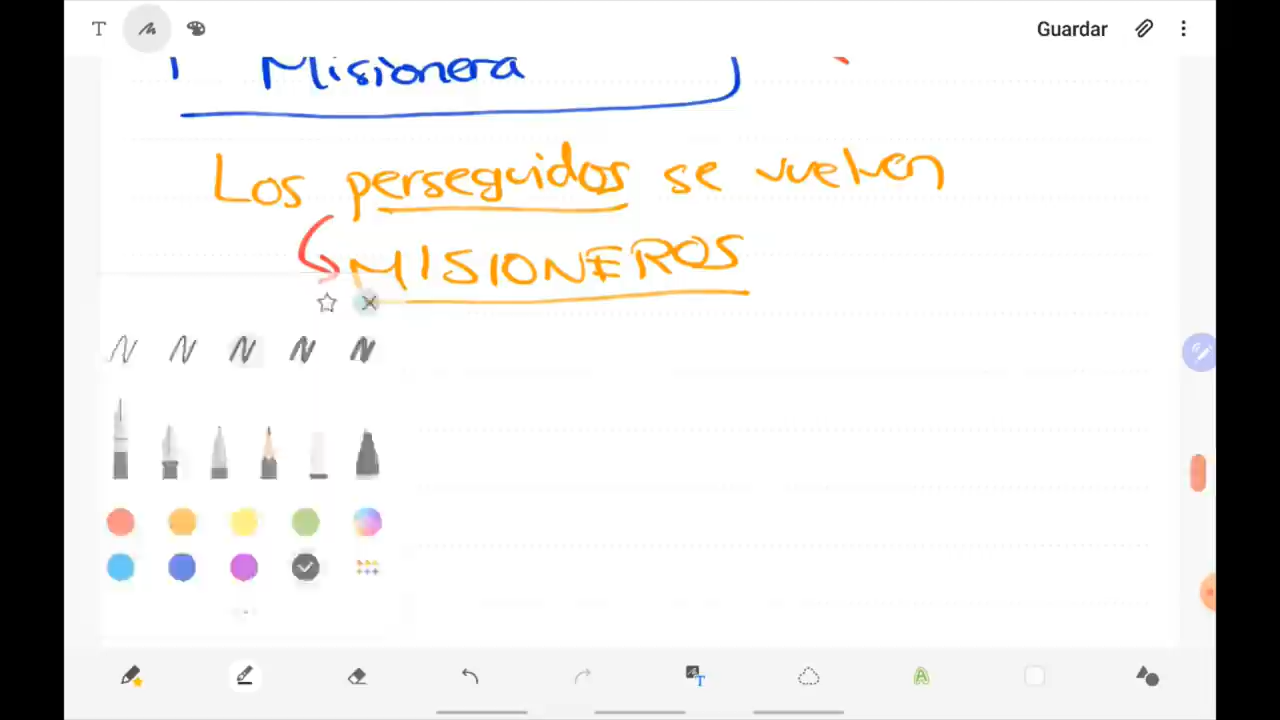 T
Guardar
Misionera
Los perseguidos se vuelven
MISIONEROS
T
A